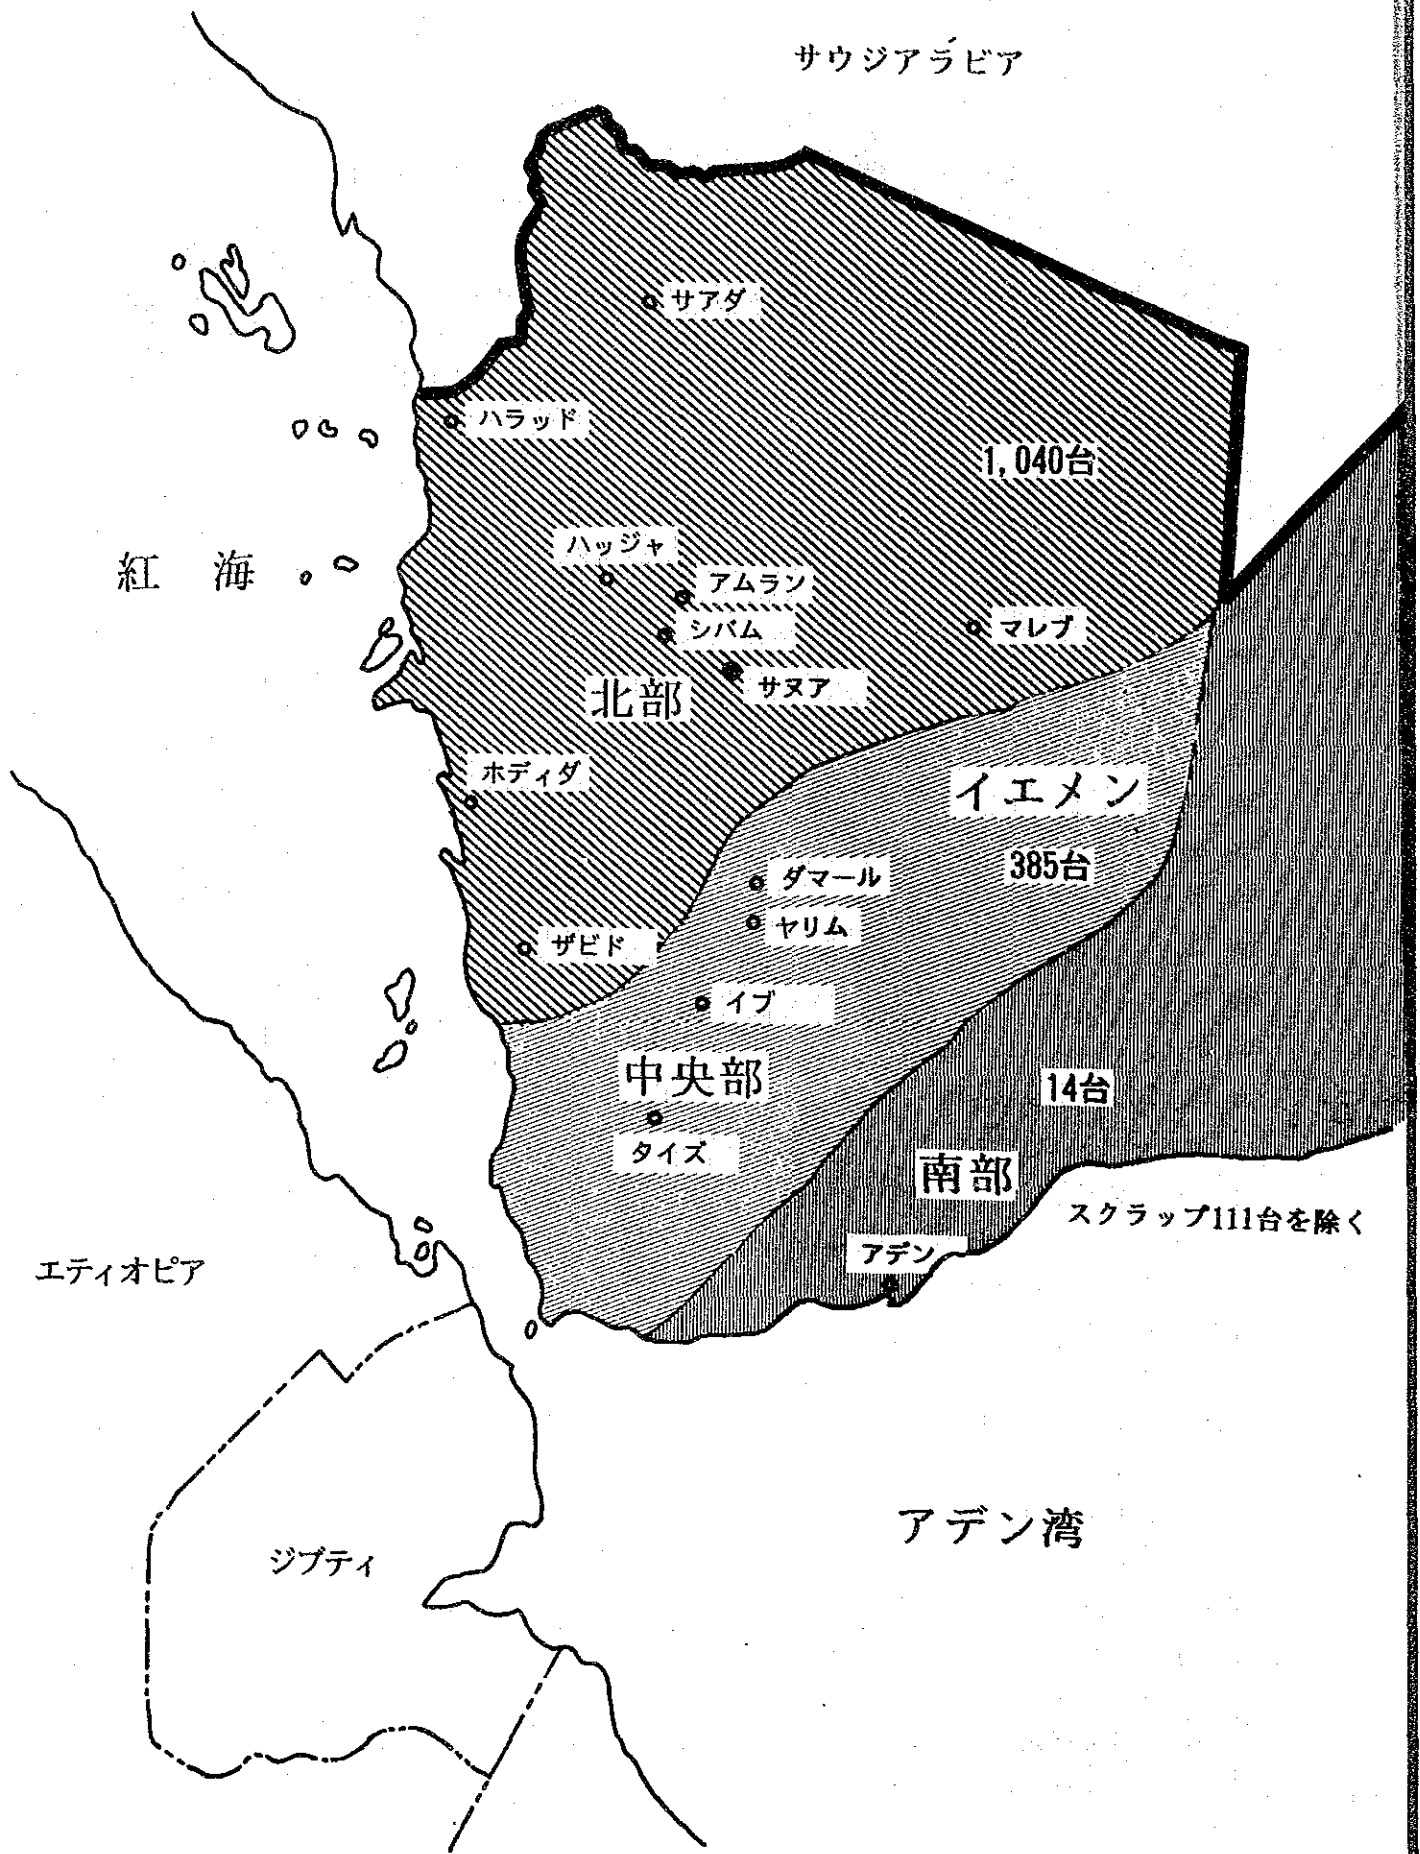 サウジアラビア
サアダ
ハラッド
1,040台
ハッジャ
紅 海
アムラン
シバム
マレブ
サヌア
北部
ホディダ
イエメン
385台
ダマール
ヤリム
ザビド
イブ
中央部
14台
タイズ
南部
スクラップ111台を除く
アデン
エティオピア
アデン湾
ジブティ